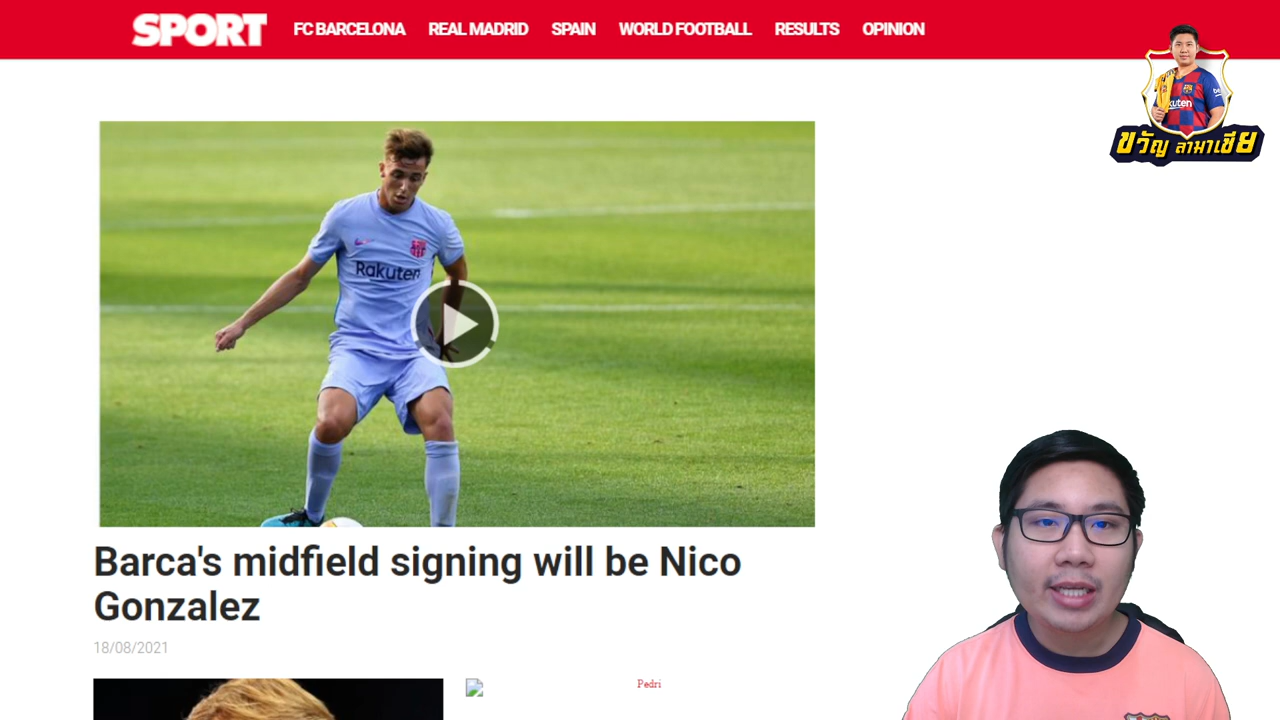 SPORT FC BARCELONA REAL MADRID SPAIN WORLD FOOTBALL RESULTS OPINION
ขวัญ ลามาเซีย
Rakuten
Barca's midfield signing will be Nico
Gonzalez
18/08/2021
Pedri